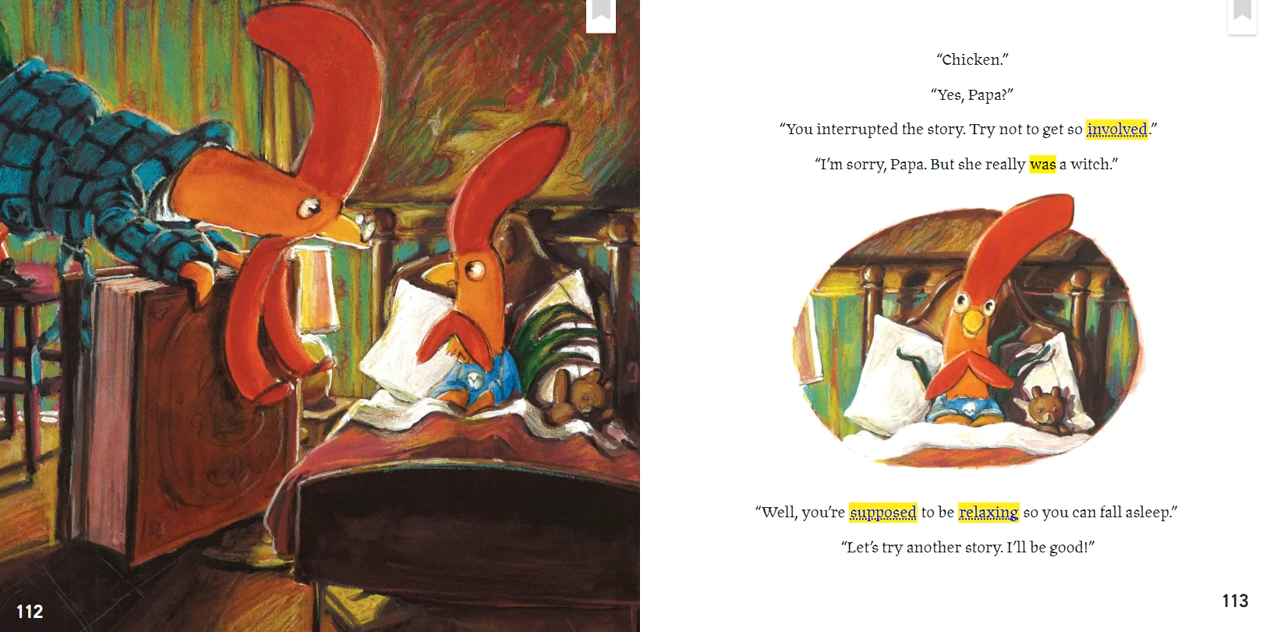 “Chicken.”
“Yes, Papa?”
“You interrupted the story. Try not to get so involved.”
“I’m sorry, Papa. But she really was a witch.”
“Well, you’re supposed to be relaxing so you can fall asleep.”
“Let’s try another story. I’ll be good!”
112
113